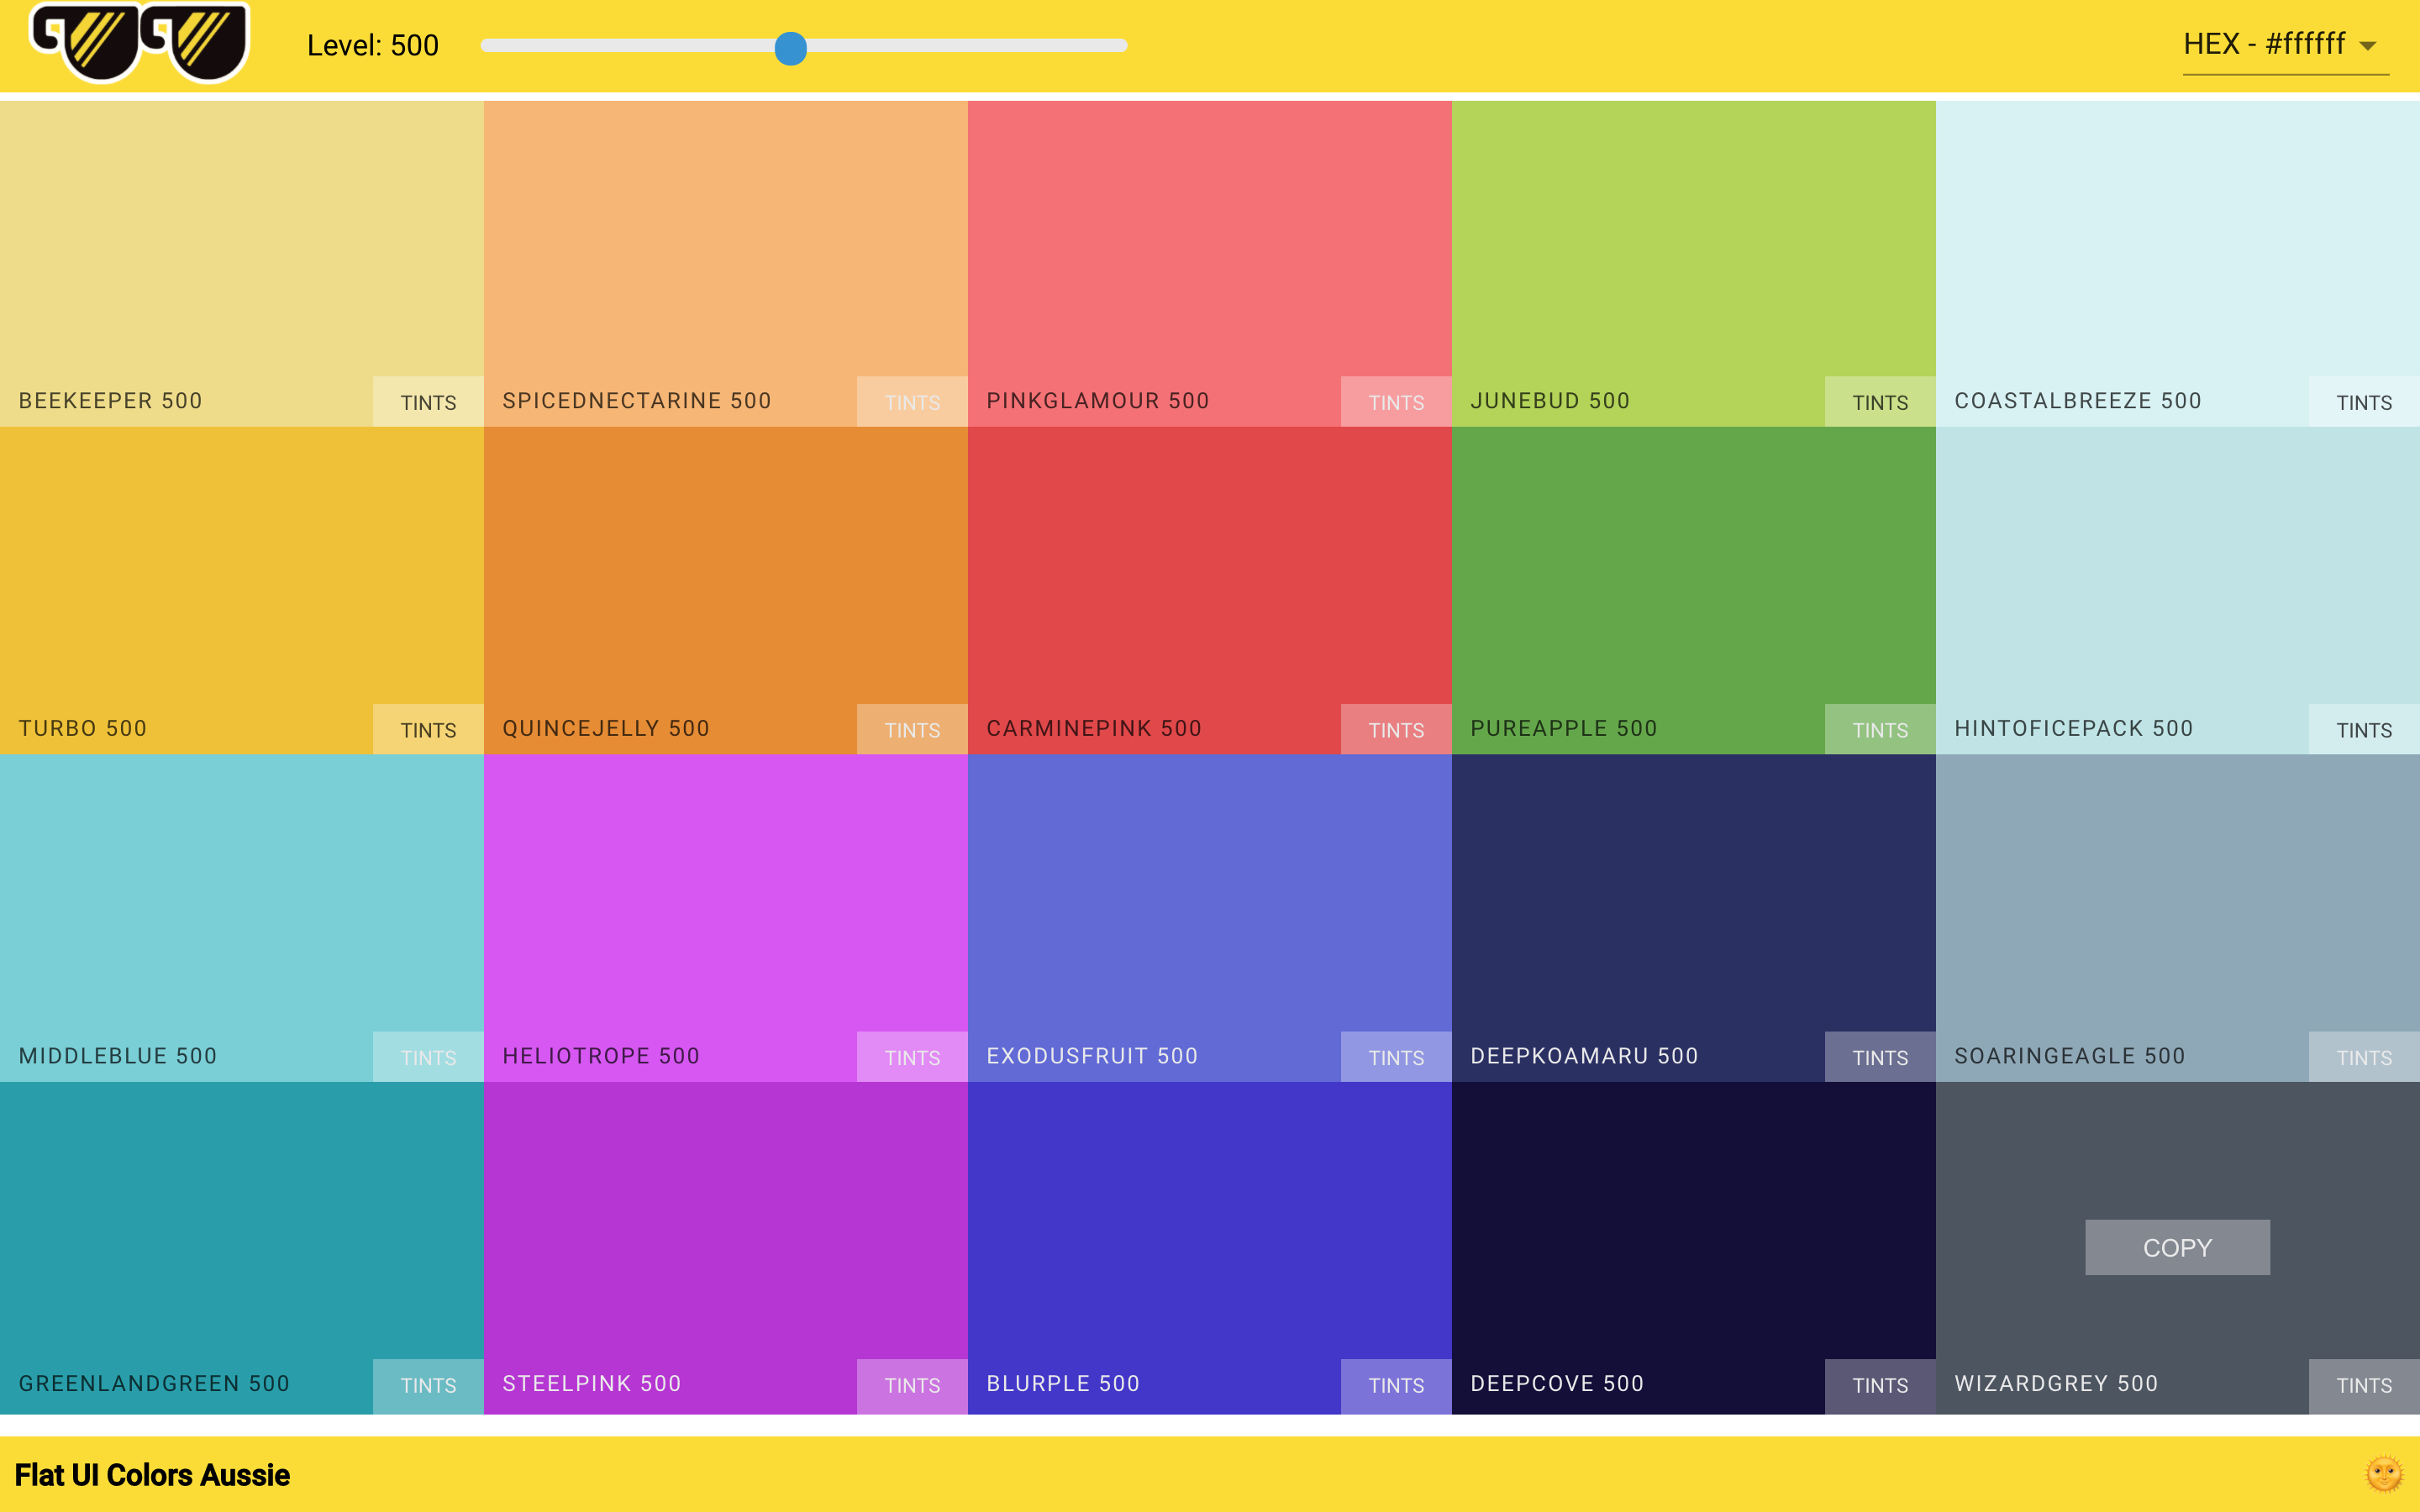 Level: 500
HEX - #ffffff
BEEKEEPER 500 TINTS
SPICEDNECTARINE 500 TINTS
PINKGLAMOUR 500 TINTS
JUNEBUD 500 TINTS
COASTALBREEZE 500 TINTS
TURBO 500 TINTS
QUINCEJELLY 500 TINTS
CARMINEPINK 500 TINTS
PUREAPPLE 500 TINTS
HINTOFICEPACK 500 TINTS
MIDDLEBLUE 500 TINTS
HELIOTROPE 500 TINTS
EXODUSFRUIT 500 TINTS
DEEPKOAMARU 500 TINTS
SOARINGEAGLE 500 TINTS
GREENLANDGREEN 500 TINTS
STEELPINK 500 TINTS
BLURPLE 500 TINTS
DEEPCOVE 500 TINTS
COPY
WIZARDGREY 500 TINTS
Flat UI Colors Aussie